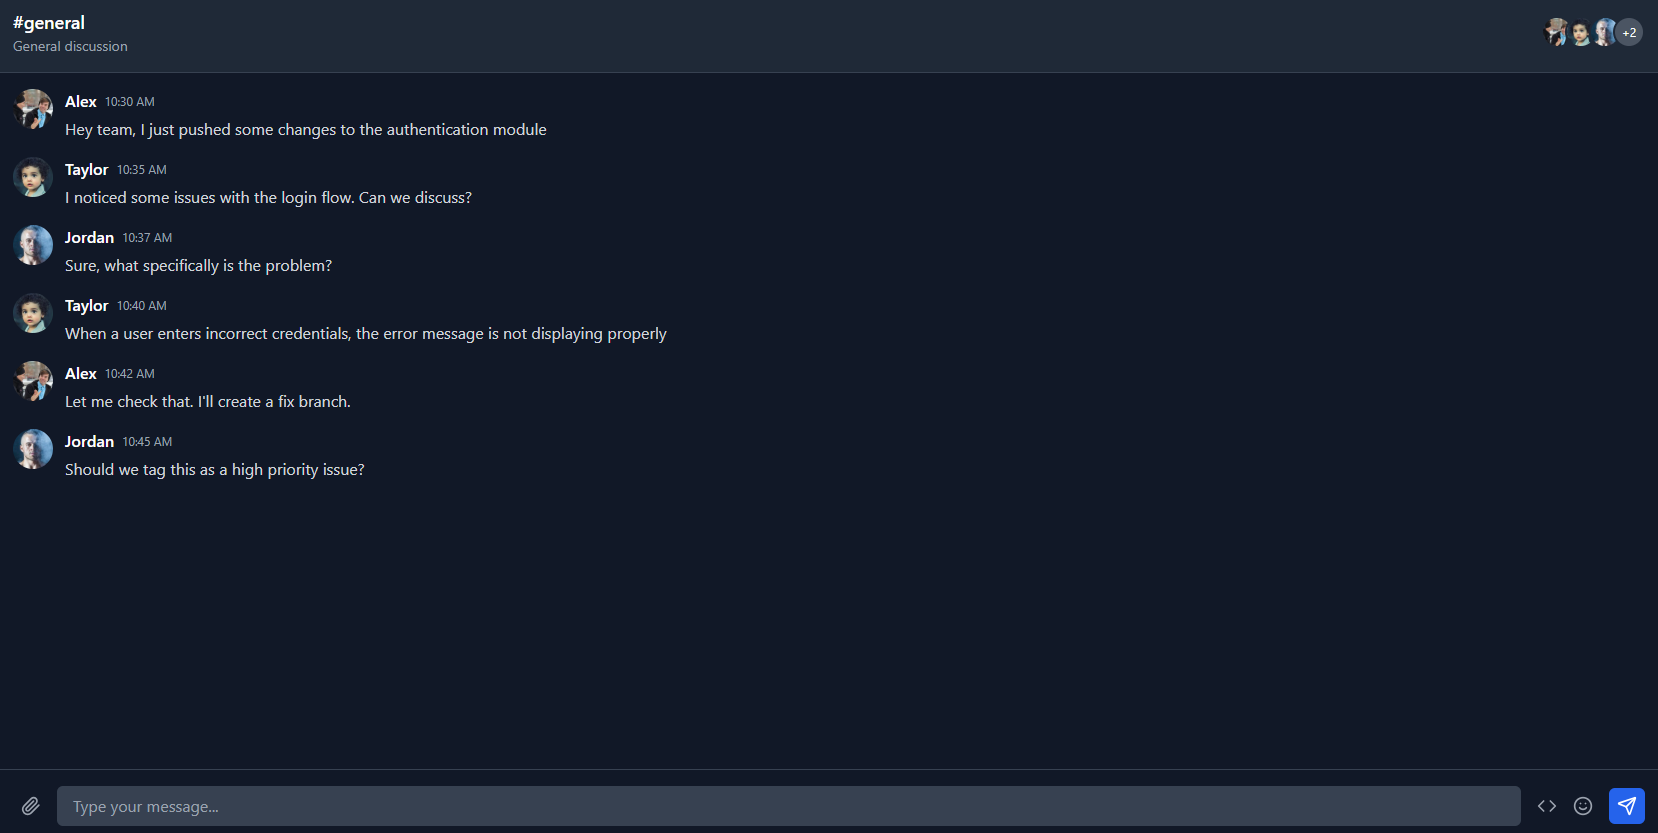 #general
General discussion
+2
Alex 10:30 AM
Hey team, I just pushed some changes to the authentication module
Taylor 10:35 AM
I noticed some issues with the login flow. Can we discuss?
Jordan 10:37 AM
Sure, what specifically is the problem?
Taylor 10:40 AM
When a user enters incorrect credentials, the error message is not displaying properly
Alex 10:42 AM
Let me check that. I'll create a fix branch.
Jordan 10:45 AM
Should we tag this as a high priority issue?
Type your message...